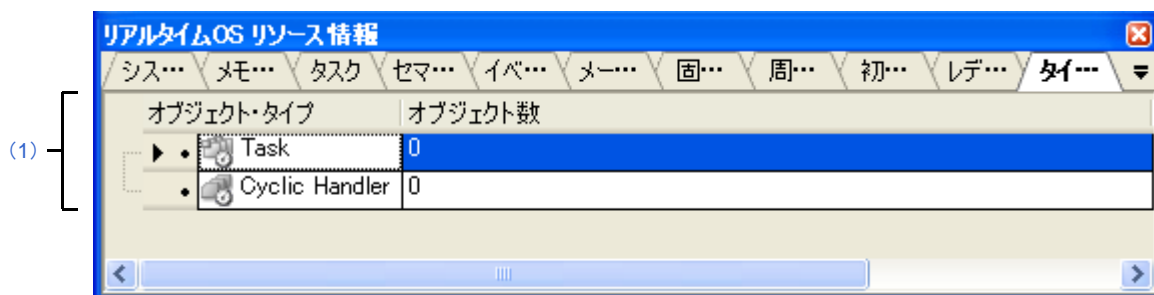 リアルタイムOS リソース情報
シス… メモ… タスク セマ… イベ… メー… 固… 周… 初… レデ… タイ…
オブジェクト・タイプ オブジェクト数
(1)
Task 0
Cyclic Handler 0